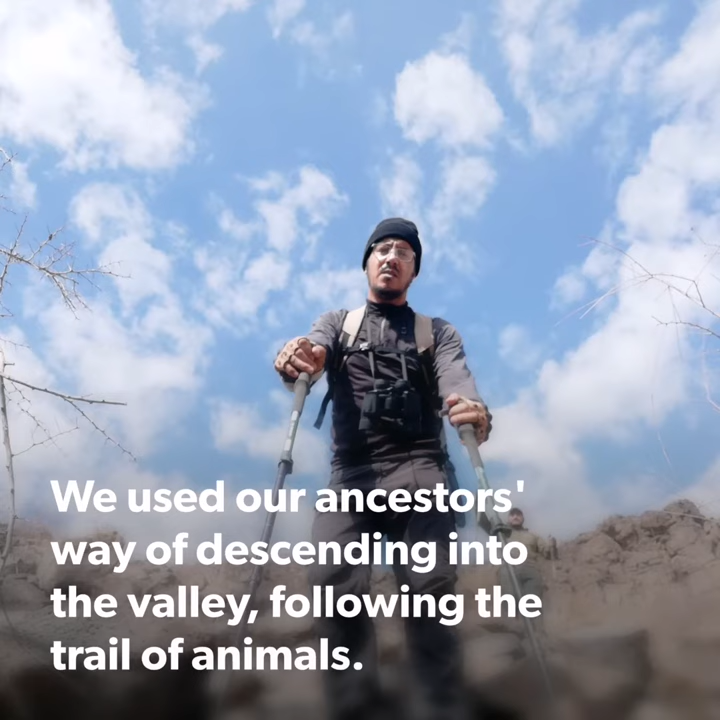 We used our ancestors'
way of descending into
the valley, following the
trail of animals.